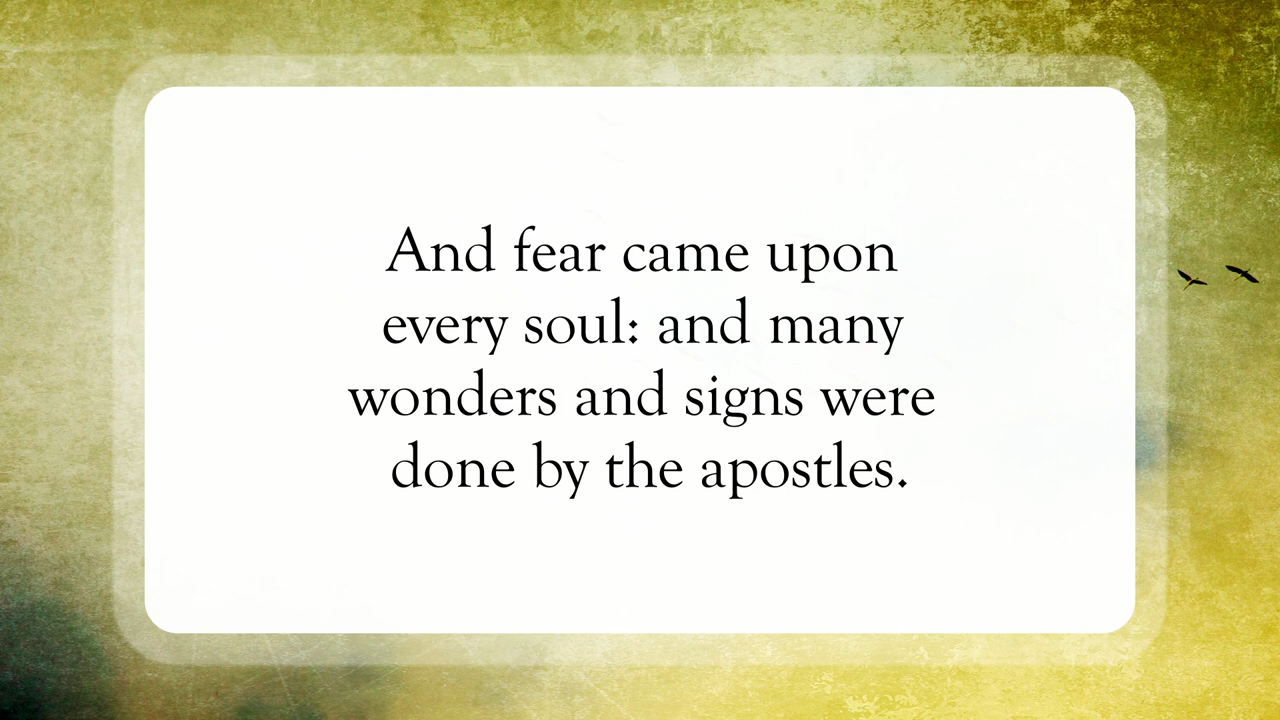 And fear came upon
every soul: and many
wonders and signs were
done by the apostles.